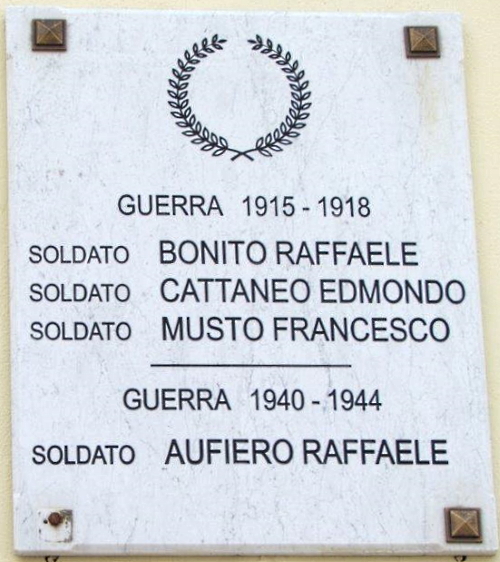 GUERRA 1915 - 1918
SOLDATO BONITO RAFFAELE
SOLDATO CATTANEO EDMONDO
SOLDATO MUSTO FRANCESCO
GUERRA 1940 - 1944
SOLDATO AUFIERO RAFFAELE